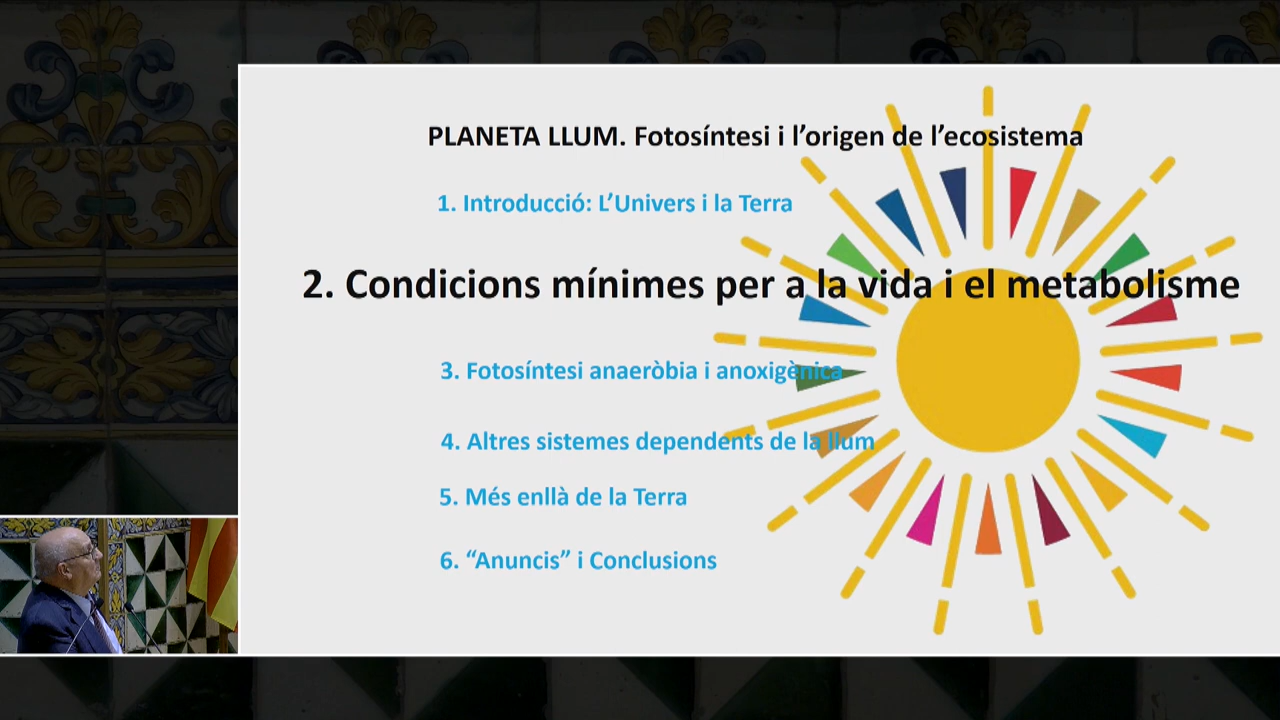 PLANETA LLUM. Fotosíntesi i l’origen de l’ecosistema
1. Introducció: L’Univers i la Terra
2. Condicions mínimes per a la vida i el metabolisme
3. Fotosíntesi anaeròbia i anoxigènica
4. Altres sistemes dependents de la llum
5. Més enllà de la Terra
6. “Anuncis” i Conclusions